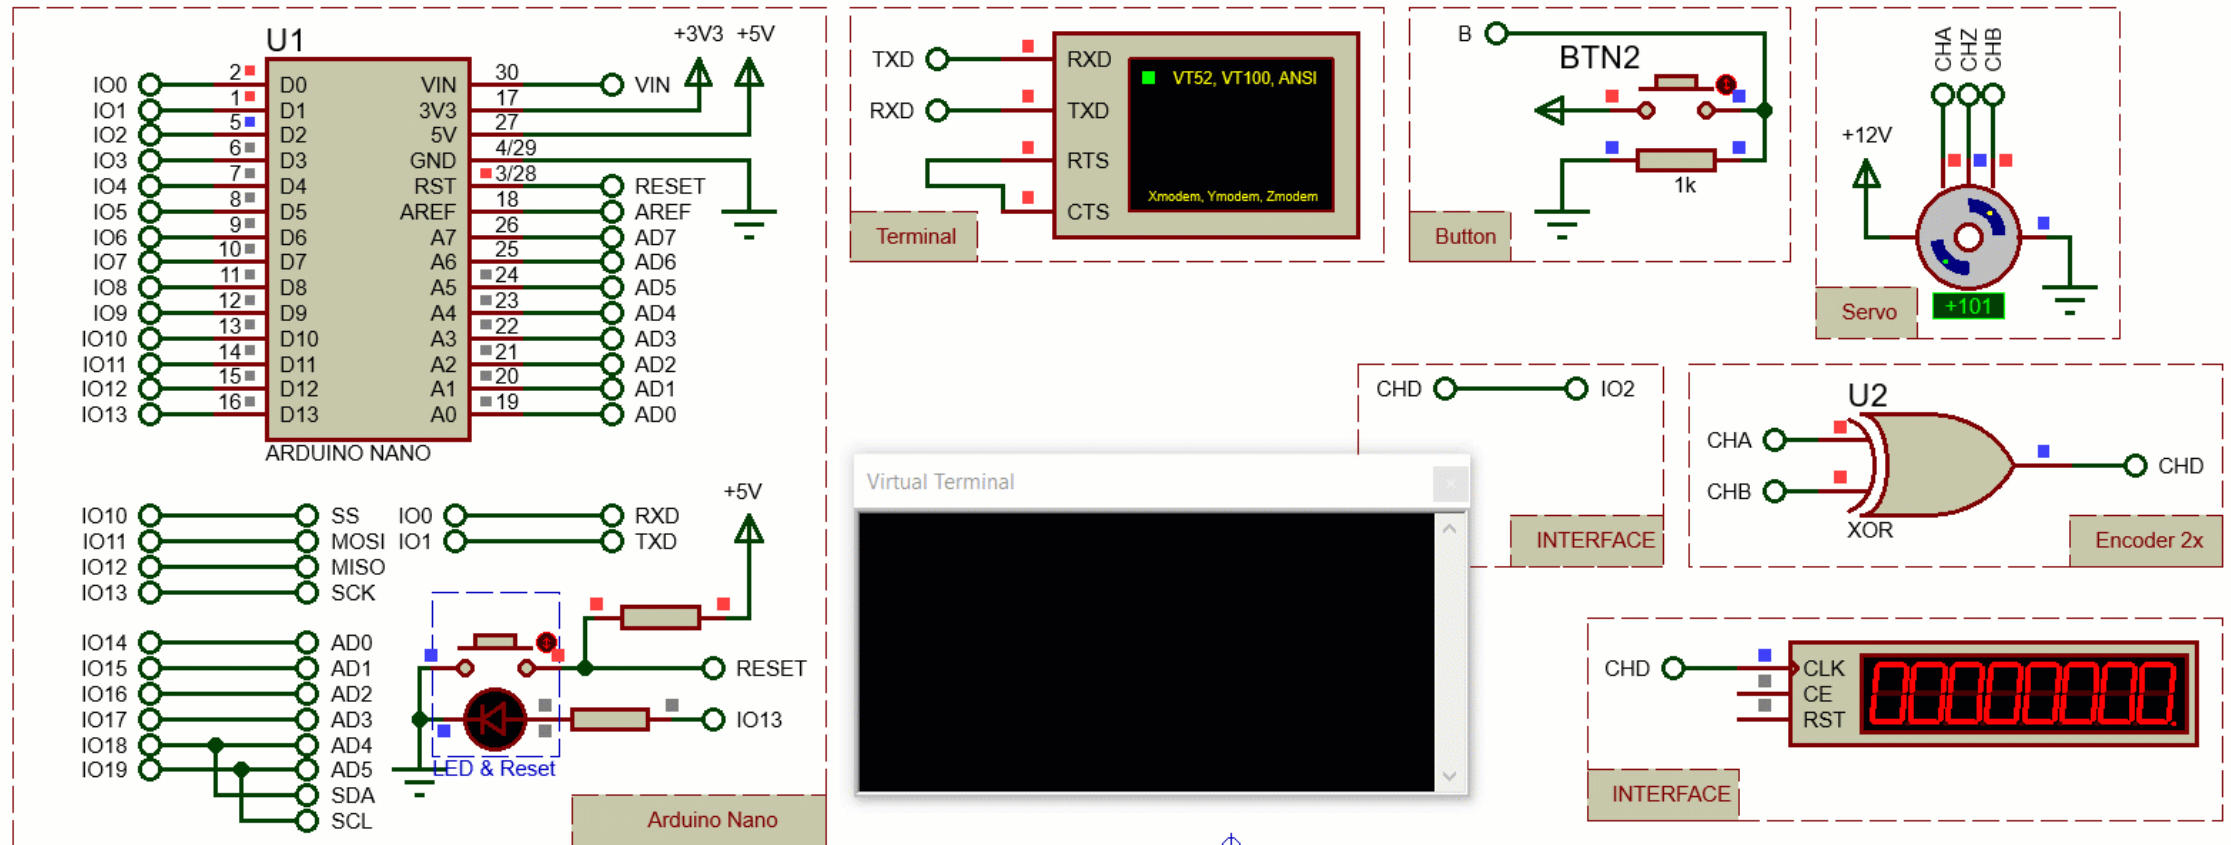 U1
+3V3 +5V
IO0 2 D0 VIN 30 VIN
IO1 1 D1 3V3 17
IO2 5 D2 5V 27
IO3 6 D3 GND 4/29
IO4 7 D4 RST 3/28 RESET
IO5 8 D5 AREF 18 AREF
IO6 9 D6 A7 26 AD7
IO7 10 D7 A6 25 AD6
IO8 11 D8 A5 24 AD5
IO9 12 D9 A4 23 AD4
IO10 13 D10 A3 22 AD3
IO11 14 D11 A2 21 AD2
IO12 15 D12 A1 20 AD1
IO13 16 D13 A0 19 AD0
ARDUINO NANO
IO10 SS
IO11 MOSI
IO12 MISO
IO13 SCK
IO0 RXD
IO1 TXD
+5V
IO14 AD0
IO15 AD1
IO16 AD2
IO17 AD3
IO18 AD4
IO19 AD5
SDA
SCL
RESET
IO13
LED & Reset
Arduino Nano
TXD RXD
RXD TXD
RTS
CTS
VT52, VT100, ANSI
Xmodem, Ymodem, Zmodem
Terminal
B
BTN2
1k
Button
CHA
CHZ
CHB
+12V
+101
Servo
CHD IO2
INTERFACE
U2
CHA
CHB
CHD
XOR
Encoder 2x
Virtual Terminal
CHD CLK
CE
RST
00000000
INTERFACE